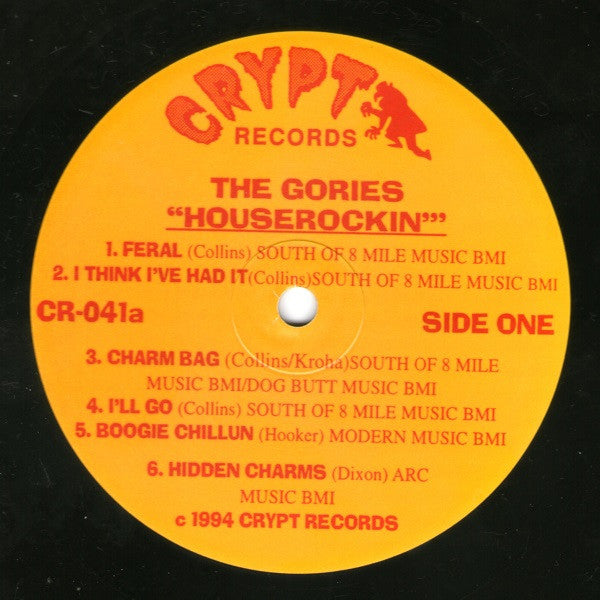 CRYPT
RECORDS
THE GORIES
"HOUSEROCKIN'"
1. FERAL (Collins) SOUTH OF 8 MILE MUSIC BMI
2. I THINK I'VE HAD IT(Collins)SOUTH OF 8 MILE MUSIC BMI
CR-041a
SIDE ONE
3. CHARM BAG (Collins/Kroha)SOUTH OF 8 MILE
MUSIC BMI/DOG BUTT MUSIC BMI
4. I'LL GO (Collins) SOUTH OF 8 MILE MUSIC BMI
5. BOOGIE CHILLUN (Hooker) MODERN MUSIC BMI
6. HIDDEN CHARMS (Dixon) ARC
MUSIC BMI
c 1994 CRYPT RECORDS